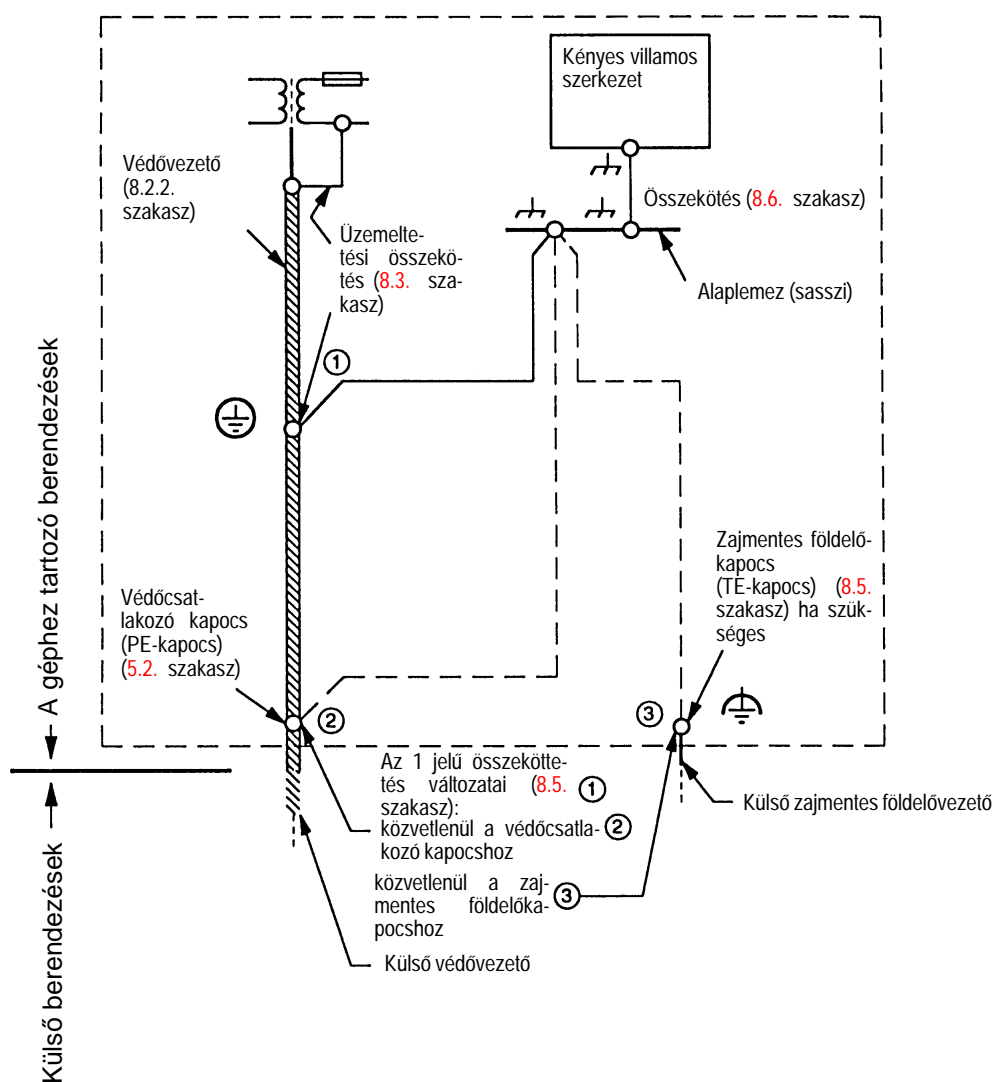 Kényes villamos
szerkezet
Védővezető
(8.2.2.
szakasz)
Összekötés (8.6. szakasz)
Üzemelte-
tési összekö-
tés (8.3. sza-
kasz)
Alaplemez (sasszi)
1
Zajmentes földelő-
kapocs
(TE-kapocs) (8.5.
szakasz) ha szük-
séges
Védőcsat-
lakozó kapocs
(PE-kapocs)
(5.2. szakasz)
2
3
Az 1 jelű összekötte-
tés változatai (8.5. 1
szakasz):
közvetlenül a védőcsatla- 2
kozó kapocshoz
közvetlenül a zaj-
mentes földelőka- 3
pocshoz
Külső zajmentes földelővezető
Külső védővezető
A géphez tartozó berendezések
Külső berendezések